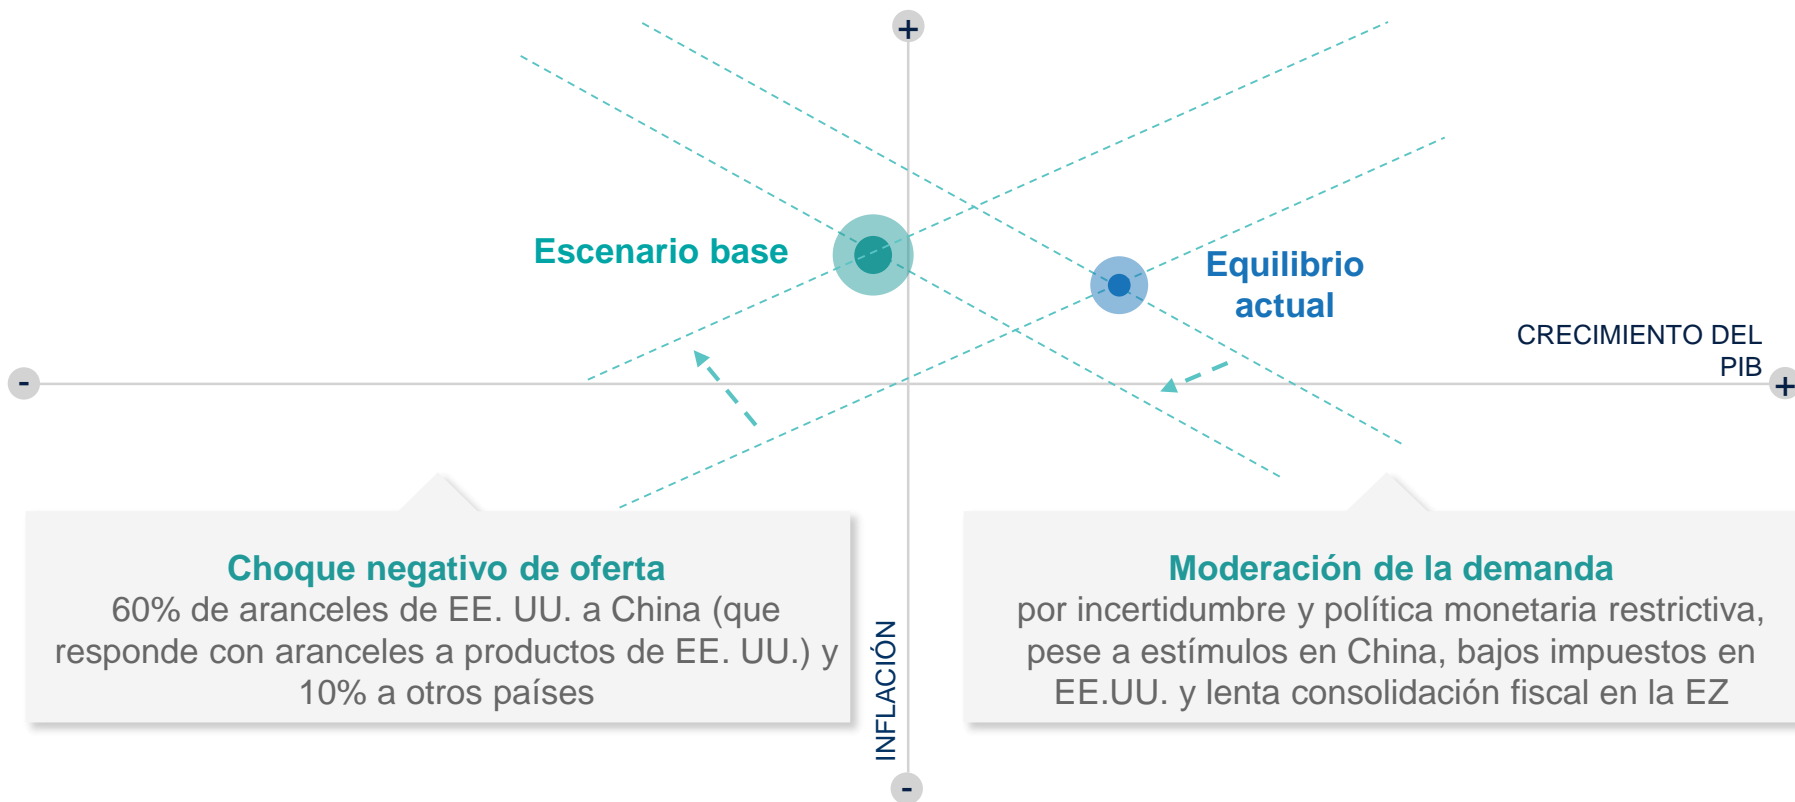 +
Escenario base
Equilibrio
actual
CRECIMIENTO DEL
PIB
-
+
Choque negativo de oferta
60% de aranceles de EE. UU. a China (que
responde con aranceles a productos de EE. UU.) y
10% a otros países
INFLACIÓN
Moderación de la demanda
por incertidumbre y política monetaria restrictiva,
pese a estímulos en China, bajos impuestos en
EE.UU. y lenta consolidación fiscal en la EZ
-